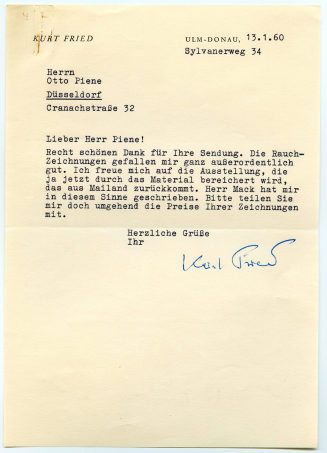 KURT FRIED
ULM-DONAU, 13.1.60
Sylvanerweg 34
Herrn
Otto Piene
Düsseldorf
Cranachstraße 32
Lieber Herr Piene!
Recht schönen Dank für Ihre Sendung. Die Rauch-
Zeichnungen gefallen mir ganz außerordentlich
gut. Ich freue mich auf die Ausstellung, die
ja jetzt durch das Material bereichert wird,
das aus Mailand zurückkommt. Herr Mack hat mir
in diesem Sinne geschrieben. Bitte teilen Sie
mir doch umgehend die Preise Ihrer Zeichnungen
mit.
Herzliche Grüße
Ihr
Kurt Fried